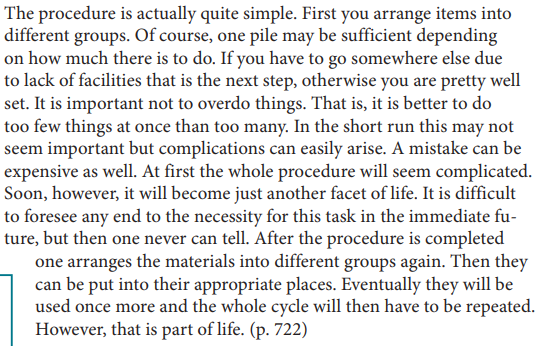 The procedure is actually quite simple. First you arrange items into
different groups. Of course, one pile may be sufficient depending
on how much there is to do. If you have to go somewhere else due
to lack of facilities that is the next step, otherwise you are pretty well
set. It is important not to overdo things. That is, it is better to do
too few things at once than too many. In the short run this may not
seem important but complications can easily arise. A mistake can be
expensive as well. At first the whole procedure will seem complicated.
Soon, however, it will become just another facet of life. It is difficult
to foresee any end to the necessity for this task in the immediate fu-
ture, but then one never can tell. After the procedure is completed
one arranges the materials into different groups again. Then they
can be put into their appropriate places. Eventually they will be
used once more and the whole cycle will then have to be repeated.
However, that is part of life. (p. 722)